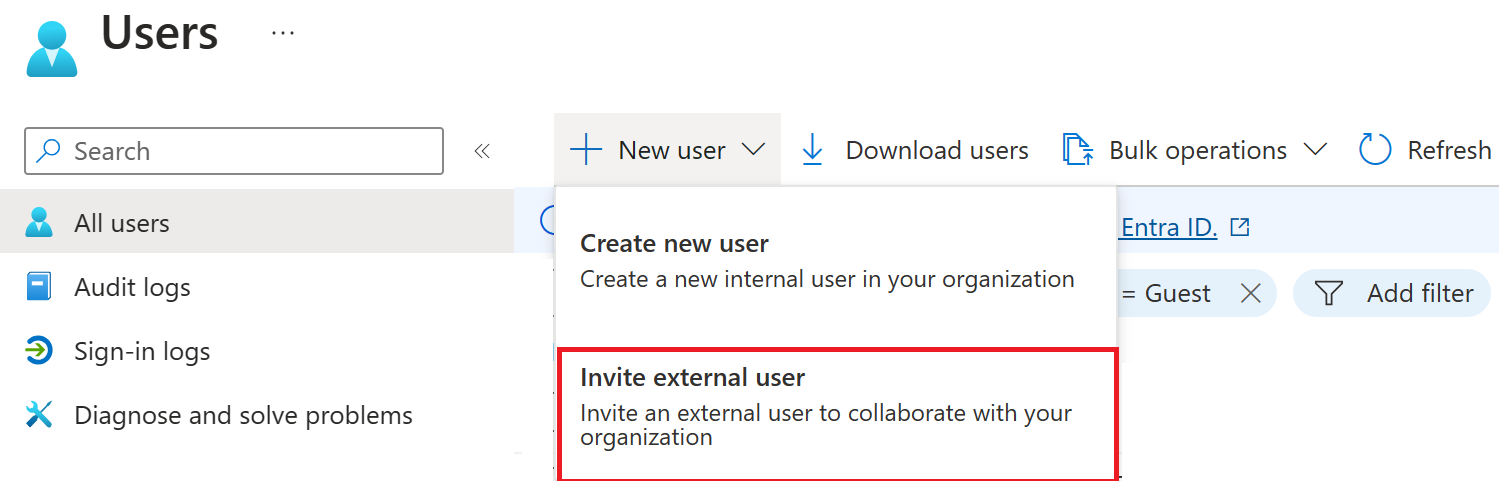 Users ...
Search
New user
Download users
Bulk operations
Refresh
All users
Audit logs
Sign-in logs
Diagnose and solve problems
Create new user
Create a new internal user in your organization
Invite external user
Invite an external user to collaborate with your
organization
Entra ID.
= Guest
Add filter